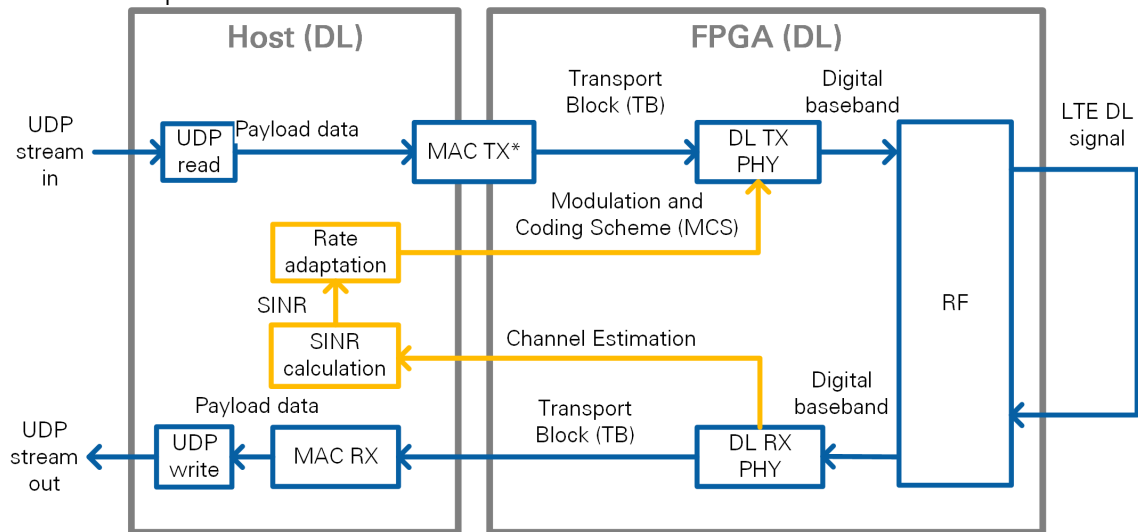 Host (DL)
FPGA (DL)
Transport
Block (TB)
Digital
baseband
LTE DL
signal
UDP
stream
in
UDP
read
Payload data
MAC TX*
DL TX
PHY
Modulation and
Coding Scheme (MCS)
Rate
adaptation
SINR
RF
SINR
calculation
Channel Estimation
Digital
baseband
Payload data
Transport
Block (TB)
UDP
stream
out
UDP
write
MAC RX
DL RX
PHY